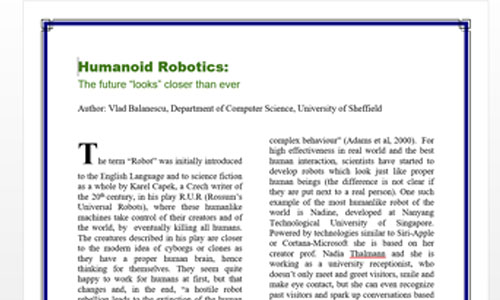 Humanoid Robotics:
The future "looks" closer than ever
Author: Vlad Balanescu, Department of Computer Science, University of Sheffield
The term "Robot" was initially introduced
to the English Language and to science fiction
as a whole by Karel Capek, a Czech writer of
the 20th century, in his play R.U.R (Rossum's
Universal Robots), where these humanlike
machines take control of their creators and of
the world, by eventually killing all humans.
The creatures described in his play are closer
to the modern idea of cyborgs or clones as
they have a proper human brain, hence
thinking for themselves. They seem quite
happy to work for humans at first, but that
changes and, in the end, "a hostile robot
rebellion leads to the extinction of the human
complex behaviour" (Adams et al, 2000). For
high effectiveness in real world and the best
human interaction, scientists have started to
develop robots which look just like proper
human beings (the difference is not clear if
they are put next to a real person). One such
example of the most humanlike robot of the
world is Nadine, developed at Nanyang
Technological University of Singapore.
Powered by technologies similar to Siri-Apple
or Cortana-Microsoft she is based on her
creator prof. Nadia Thalmann and she is
working as a university receptionist, who
doesn't only meet and greet visitors, smile and
make eye contact, but she can even recognize
past visitors and spark up conversations based